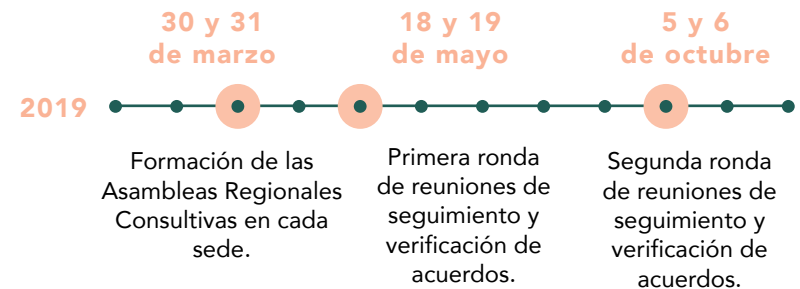 30 y 31
de marzo
18 y 19
de mayo
5 y 6
de octubre
2019
Formación de las
Asambleas Regionales
Consultivas en cada
sede.
Primera ronda
de reuniones de
seguimiento y
verificación de
acuerdos.
Segunda ronda
de reuniones de
seguimiento y
verificación de
acuerdos.